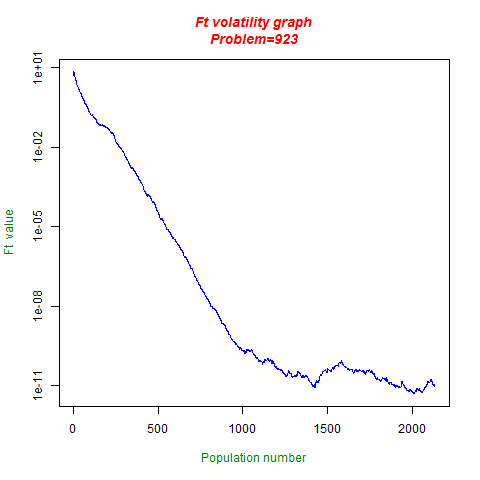 Ft volatility graph
Problem=923
1e+01
1e-02
1e-05
1e-08
1e-11
Ft value
0 500 1000 1500 2000
Population number